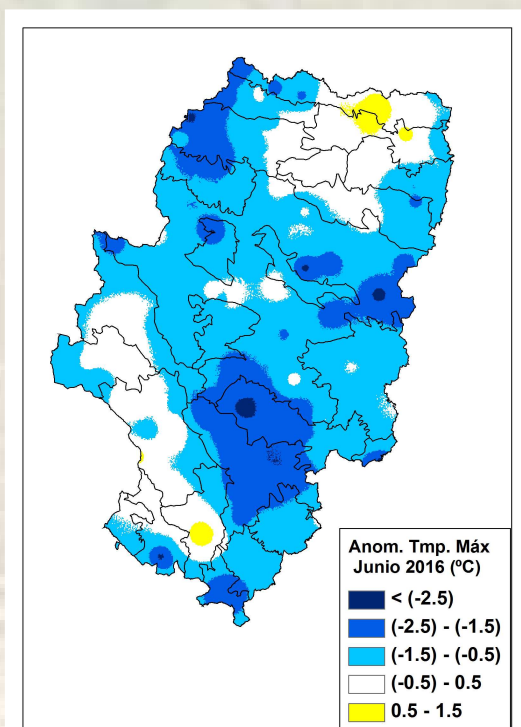 Anom. Tmp. Máx
Junio 2016 (ºC)
< (-2.5)
(-2.5) - (-1.5)
(-1.5) - (-0.5)
(-0.5) - 0.5
0.5 - 1.5